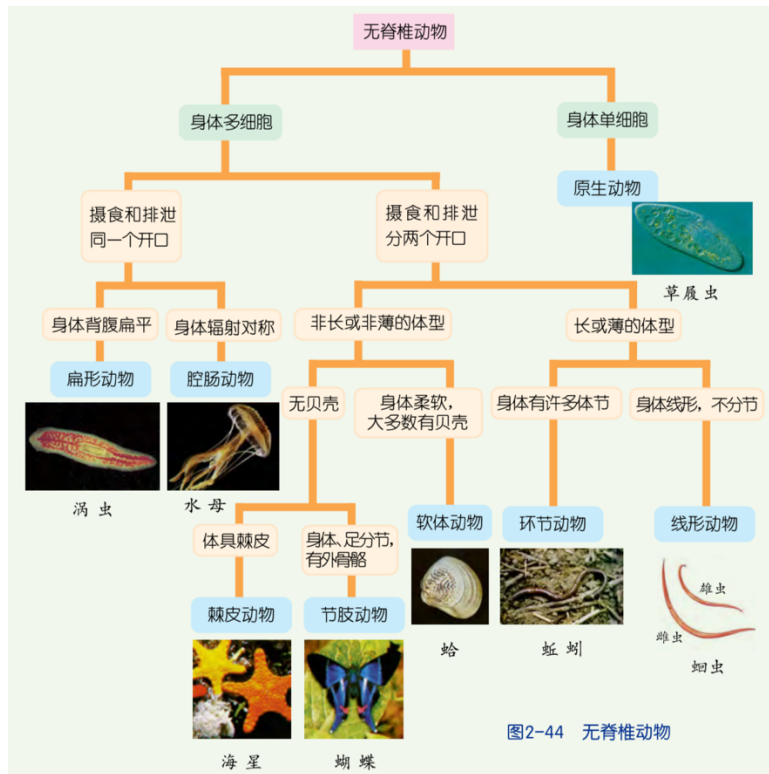 无脊椎动物
身体多细胞
身体单细胞
原生动物
草履虫
摄食和排泄
同一个开口
摄食和排泄
分两个开口
身体背腹扁平
身体辐射对称
非长或非薄的体型
长或薄的体型
扁形动物
腔肠动物
无贝壳
身体柔软，
大多数有贝壳
身体有许多体节
身体线形，不分节
涡虫
水母
体具棘皮
身体、足分节，
有外骨骼
软体动物
环节动物
线形动物
棘皮动物
节肢动物
雄虫
雌虫
蛤
蚯蚓
蛔虫
海星
蝴蝶
图2-44 无脊椎动物